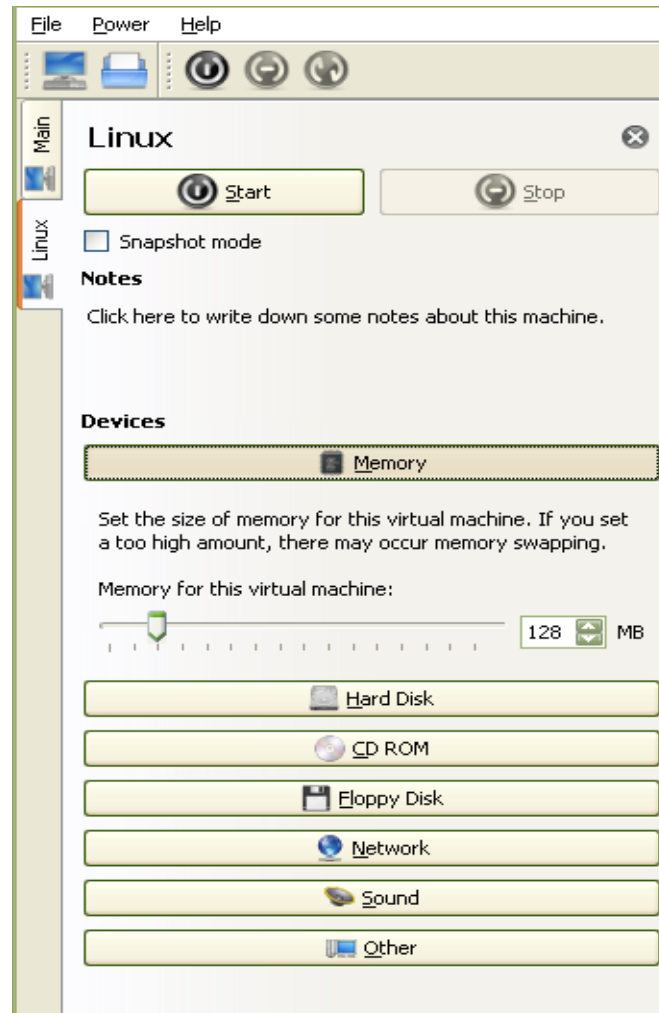 File Power Help
Main
Linux
Linux
Start Stop
Snapshot mode
Notes
Click here to write down some notes about this machine.
Devices
Memory
Set the size of memory for this virtual machine. If you set
a too high amount, there may occur memory swapping.
Memory for this virtual machine:
128 MB
Hard Disk
CD ROM
Floppy Disk
Network
Sound
Other